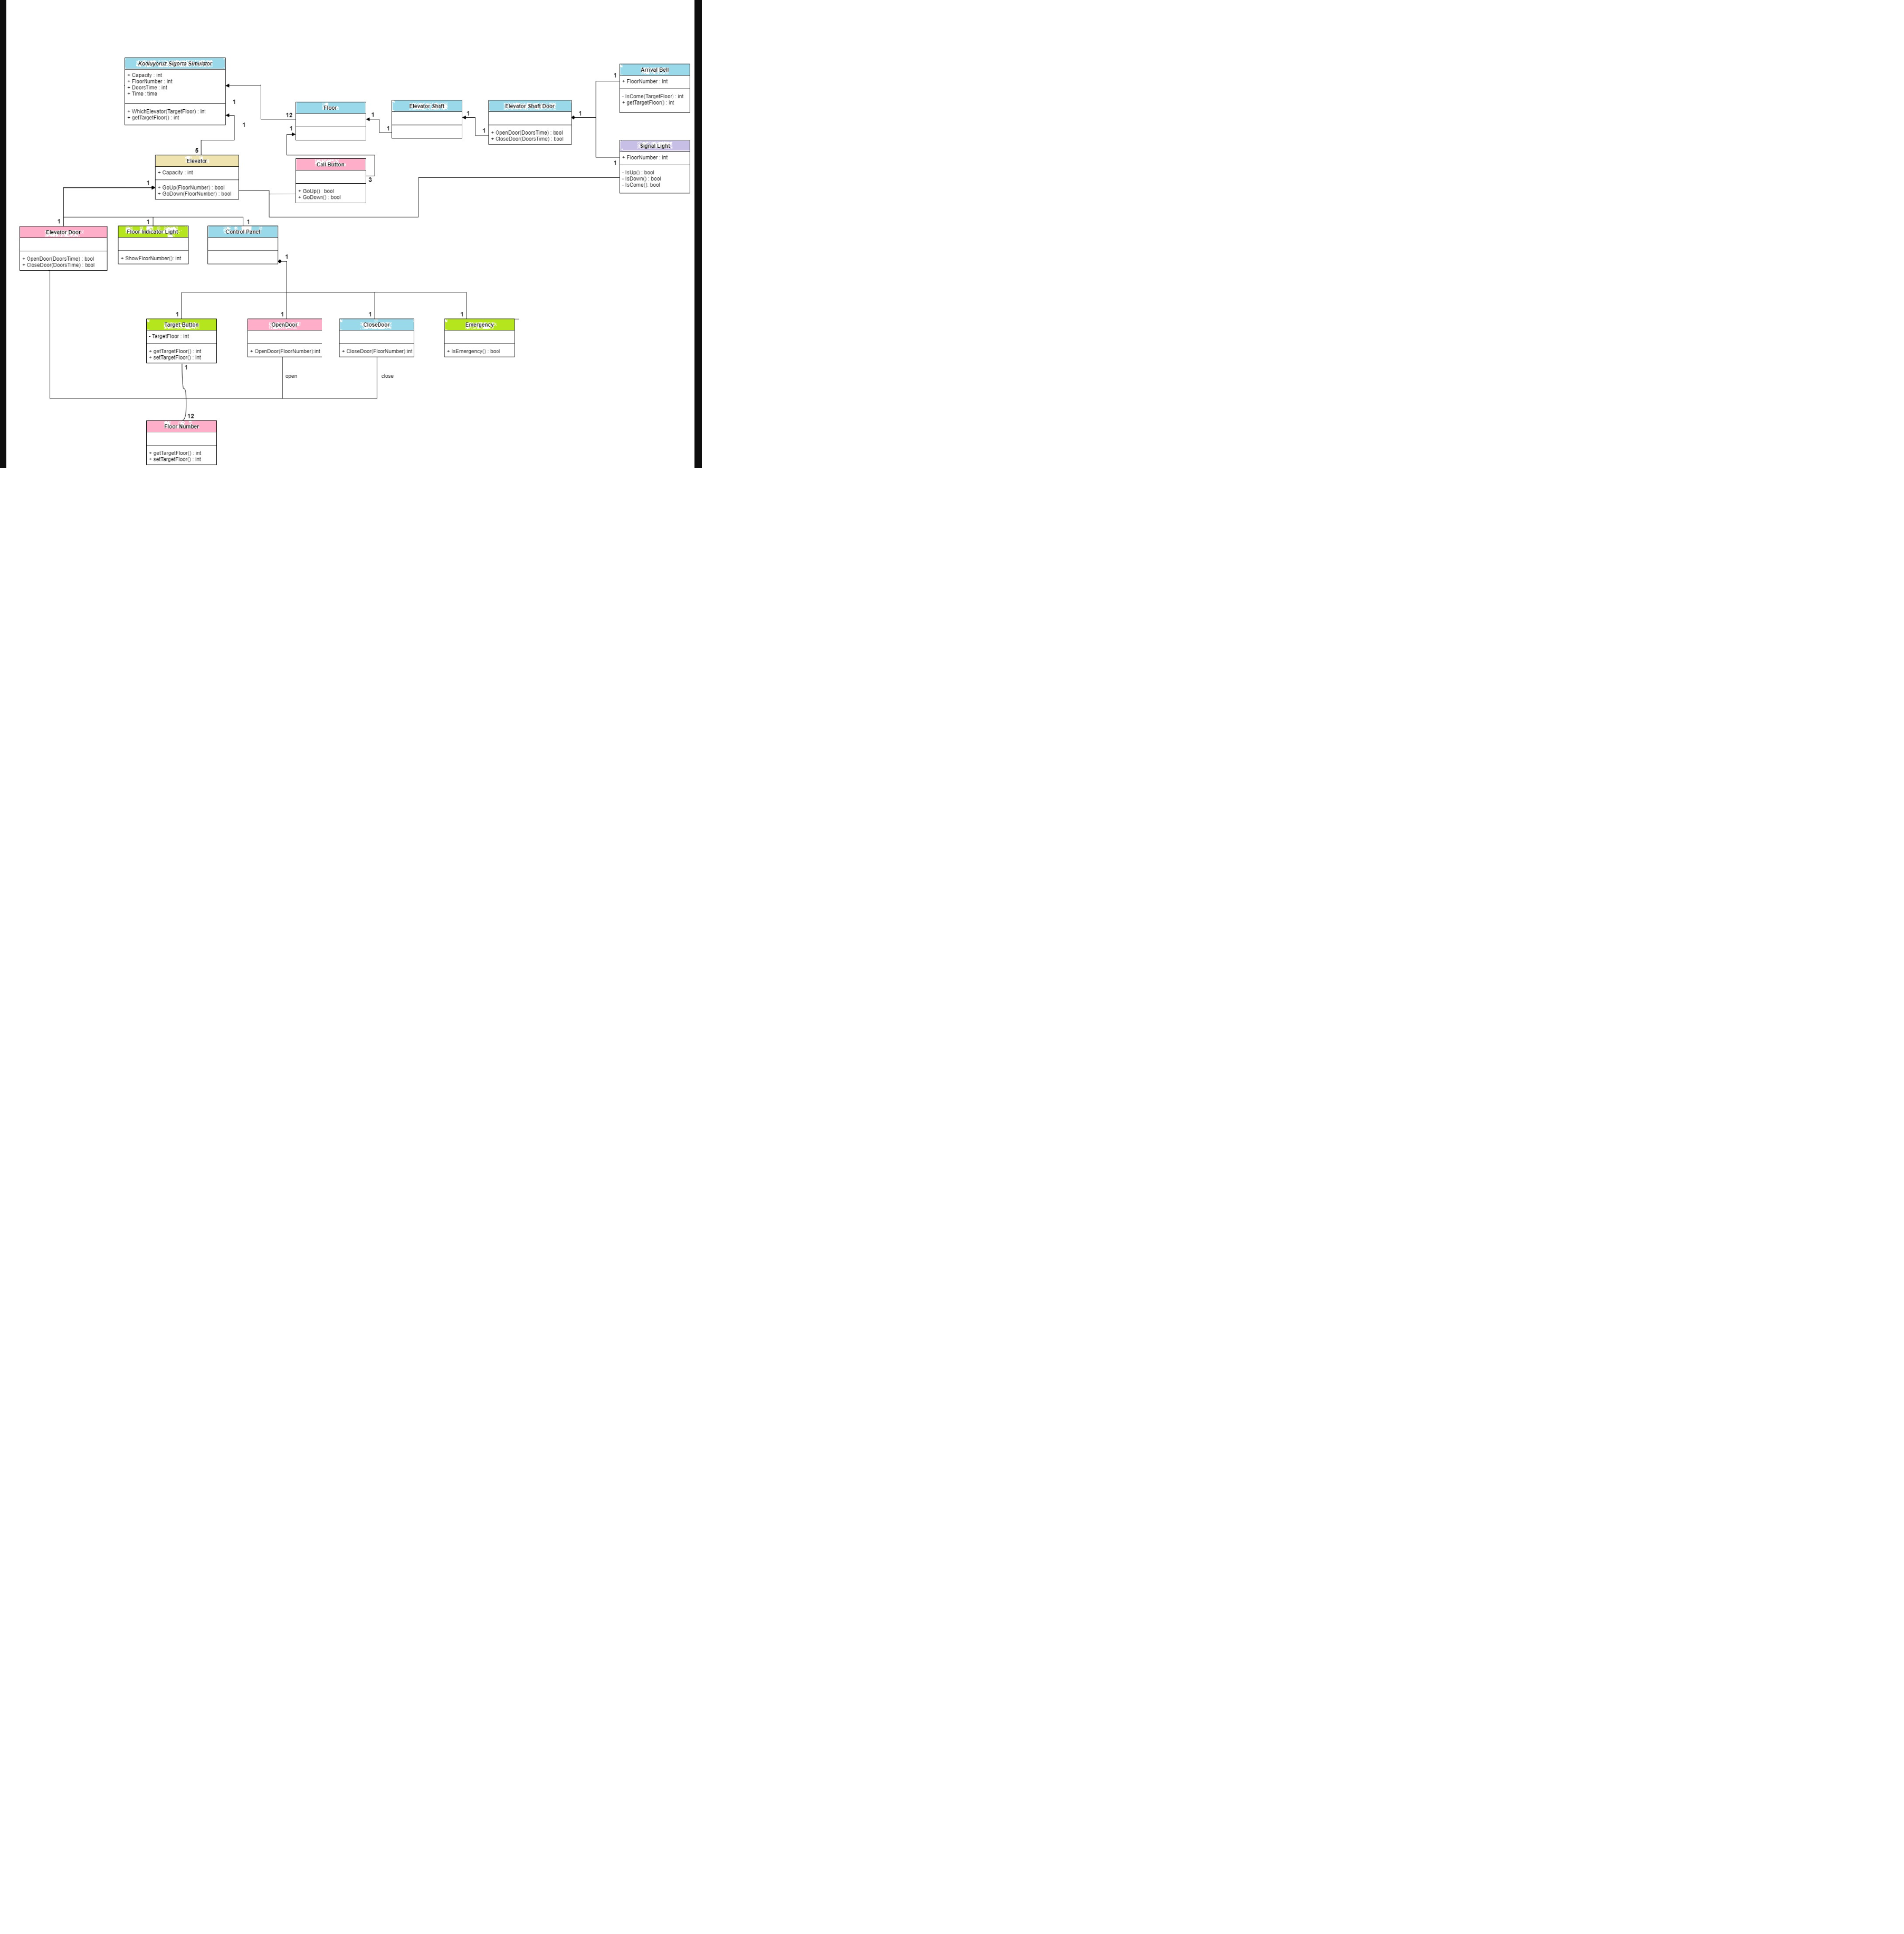 Kodluyoruz Sigorta Simulator
+ Capacity : int
+ FloorNumber : int
+ DoorsTime : int
+ Time : time
+ WhichElevator(TargetFloor) : int
+ getTargetFloor() : int
1
1
5
Elevator
+ Capacity : int
+ GoUp(FloorNumber) : bool
+ GoDown(FloorNumber) : bool
1
Floor
12
1
1
Call Button
+ GoUp() : bool
+ GoDown() : bool
3
Elevator Shaft
1
1
Elevator Shaft Door
+ OpenDoor(DoorsTime) : bool
+ CloseDoor(DoorsTime) : bool
1
1
Arrival Bell
+ FloorNumber : int
- IsCome(TargetFloor) : int
+ getTargetFloor() : int
1
Signal Light
+ FloorNumber : int
- IsUp() : bool
- IsDown() : bool
- IsCome(): bool
1
1
1
1
Elevator Door
+ OpenDoor(DoorsTime) : bool
+ CloseDoor(DoorsTime) : bool
Floor Indicator Light
+ ShowFloorNumber(): int
Control Panel
1
1
1
1
1
Target Button
- TargetFloor : int
+ getTargetFloor() : int
+ setTargetFloor() : int
OpenDoor
+ OpenDoor(FloorNumber):int
CloseDoor
+ CloseDoor(FloorNumber):int
Emergency
+ IsEmergency() : bool
1
open
close
12
Floor Number
+ getTargetFloor() : int
+ setTargetFloor() : int